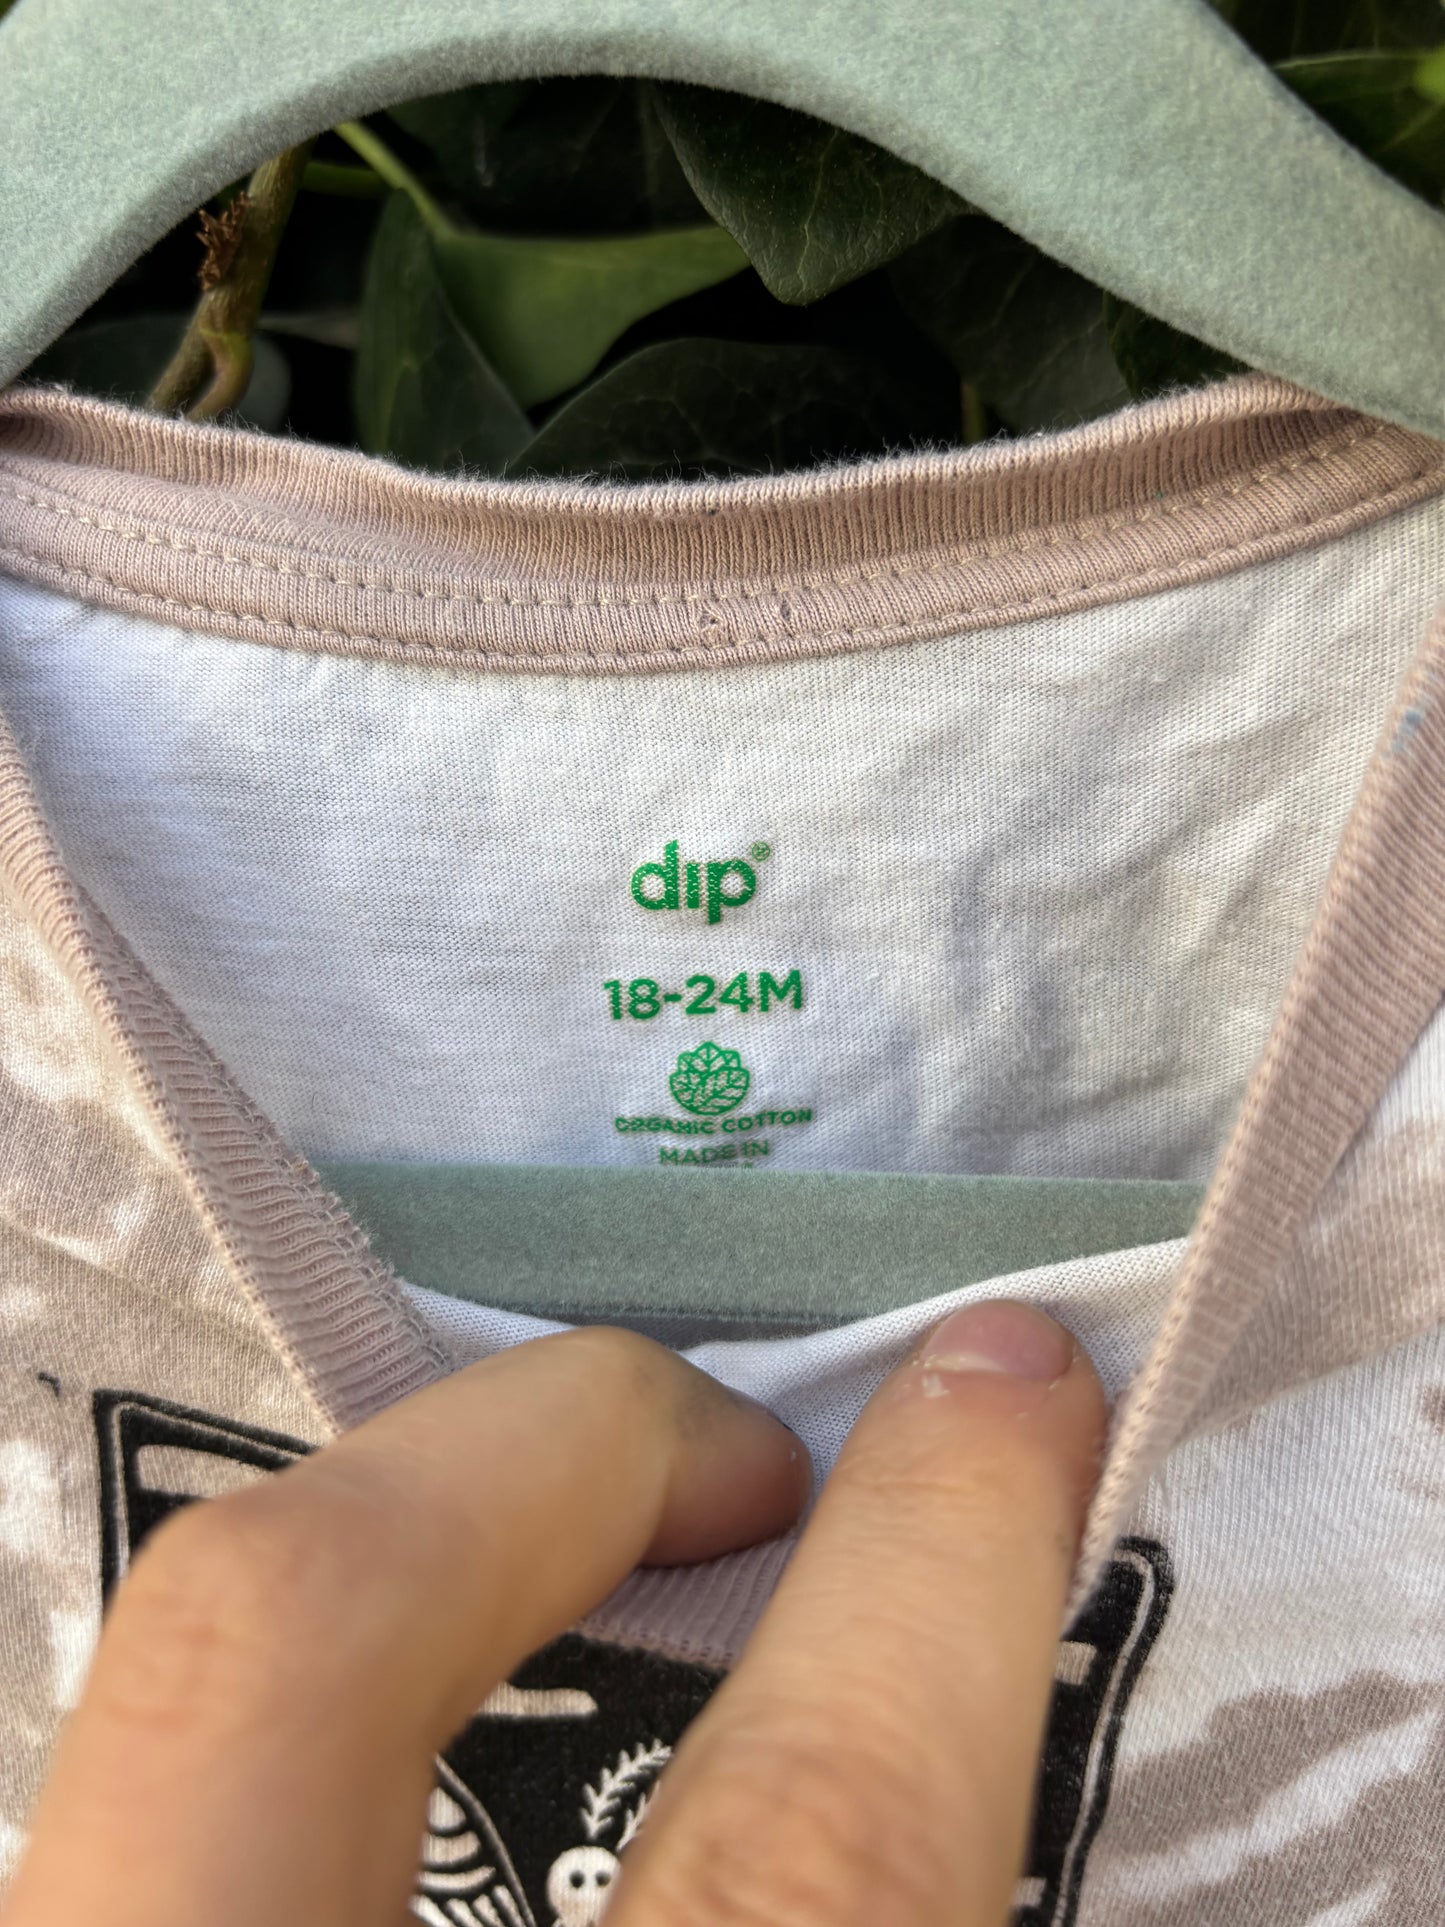 dip®
18-24M
ORGANIC COTTON
MADE IN